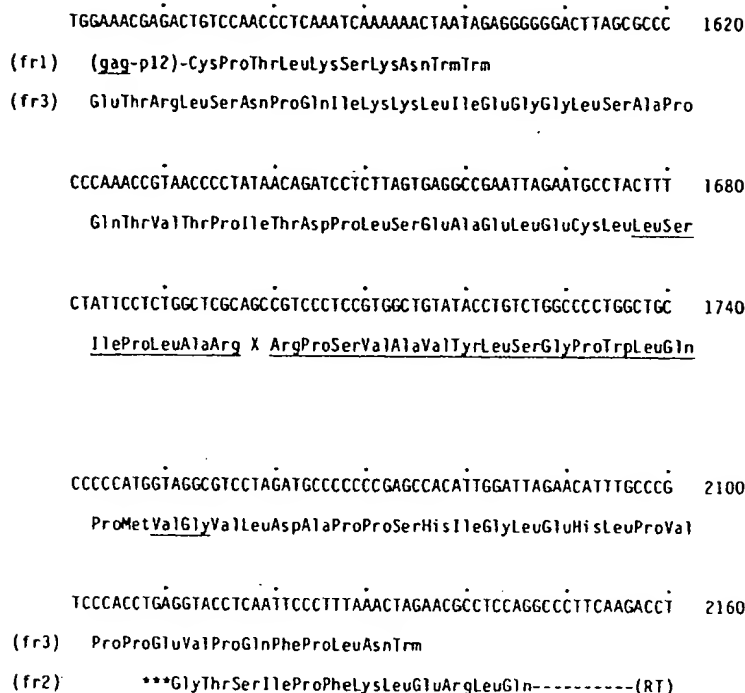 TGGAAACGAGACTGTCCAACCCTCAAATCAAAAAACTAATAGAGGGGGGACTTAGCGCCC 1620
(fr1) (gag-p12)-CysProThrLeuLysSerLysAsnTrmTrm
(fr3) GluThrArgLeuSerAsnProGlnIleLysLysLeuIleGluGlyGlyLeuSerAlaPro
CCCAAACCGTAACCCCTATAACAGATCCTCTTAGTGAGGCCGAATTAGAATGCCTACTTT 1680
GlnThrValThrProIleThrAspProLeuSerGluAlaGluLeuGluCysLeuLeuSer
CTATTCCTCTGGCTCGCAGCCGTCCCTCCGTGGCTGTATACCTGTCTGGCCCCTGGCTGC 1740
IleProLeuAlaArg X ArgProSerValAlaValTyrLeuSerGlyProTrpLeuGln
CCCCCATGGTAGGCGTCCTAGATGCCCCCCCGAGCCACATTGGATTAGAACATTTGCCCG 2100
ProMetValGlyValLeuAspAlaProProSerHisIleGlyLeuGluHisLeuProVal
TCCCACCTGAGGTACCTCAATTCCCTTTAAACTAGAACGCCTCCAGGCCCTTCAAGACCT 2160
(fr3) ProProGluValProGlnPheProLeuAsnTrm
(fr2) ***GlyThrSerIleProPheLysLeuGluArgLeuGln----------(RT)